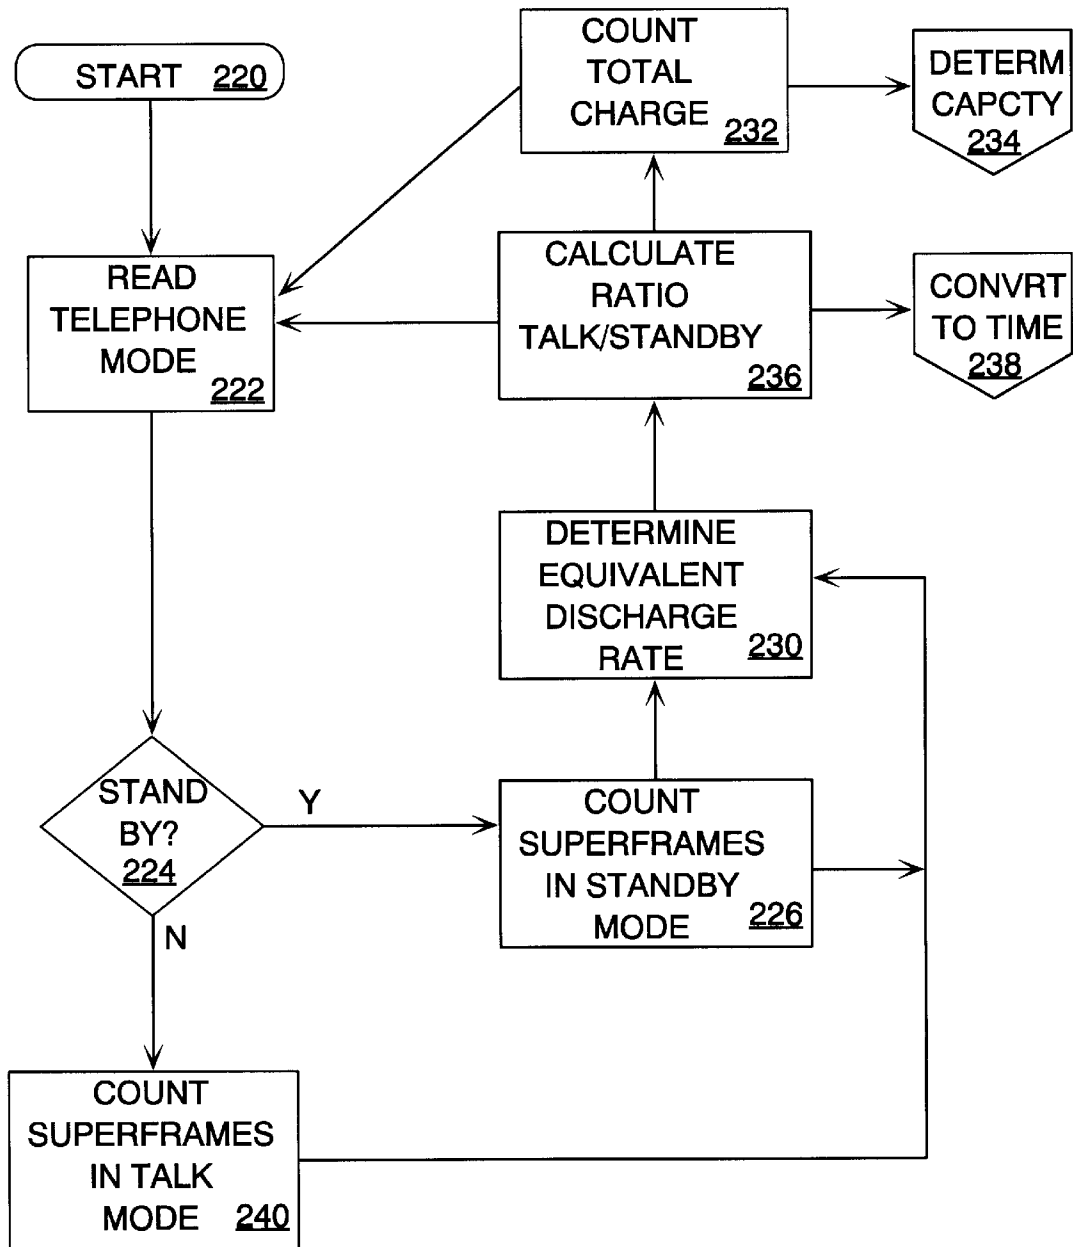 START 220
READ
TELEPHONE
MODE
222
STAND
BY?
224
Y
N
COUNT
SUPERFRAMES
IN TALK
MODE 240
COUNT
SUPERFRAMES
IN STANDBY
MODE 226
DETERMINE
EQUIVALENT
DISCHARGE
RATE 230
CALCULATE
RATIO
TALK/STANDBY
236
COUNT
TOTAL
CHARGE
232
DETERM
CAPCTY
234
CONVRT
TO TIME
238